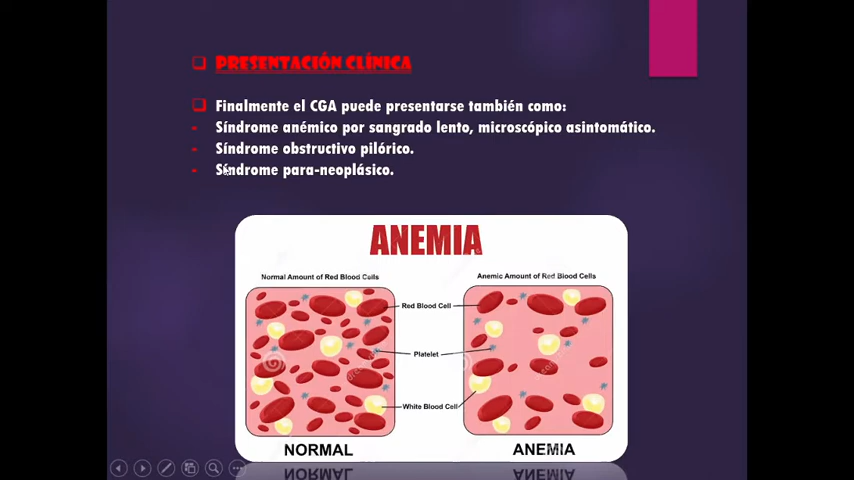 PRESENTACIÓN CLÍNICA
Finalmente el CGA puede presentarse también como:
- Síndrome anémico por sangrado lento, microscópico asintomático.
- Síndrome obstructivo pilórico.
- Síndrome para-neoplásico.
ANEMIA
Normal Amount of Red Blood Cells
Anemic Amount of Red Blood Cells
Red Blood Cell
Platelet
White Blood Cell
NORMAL
ANEMIA